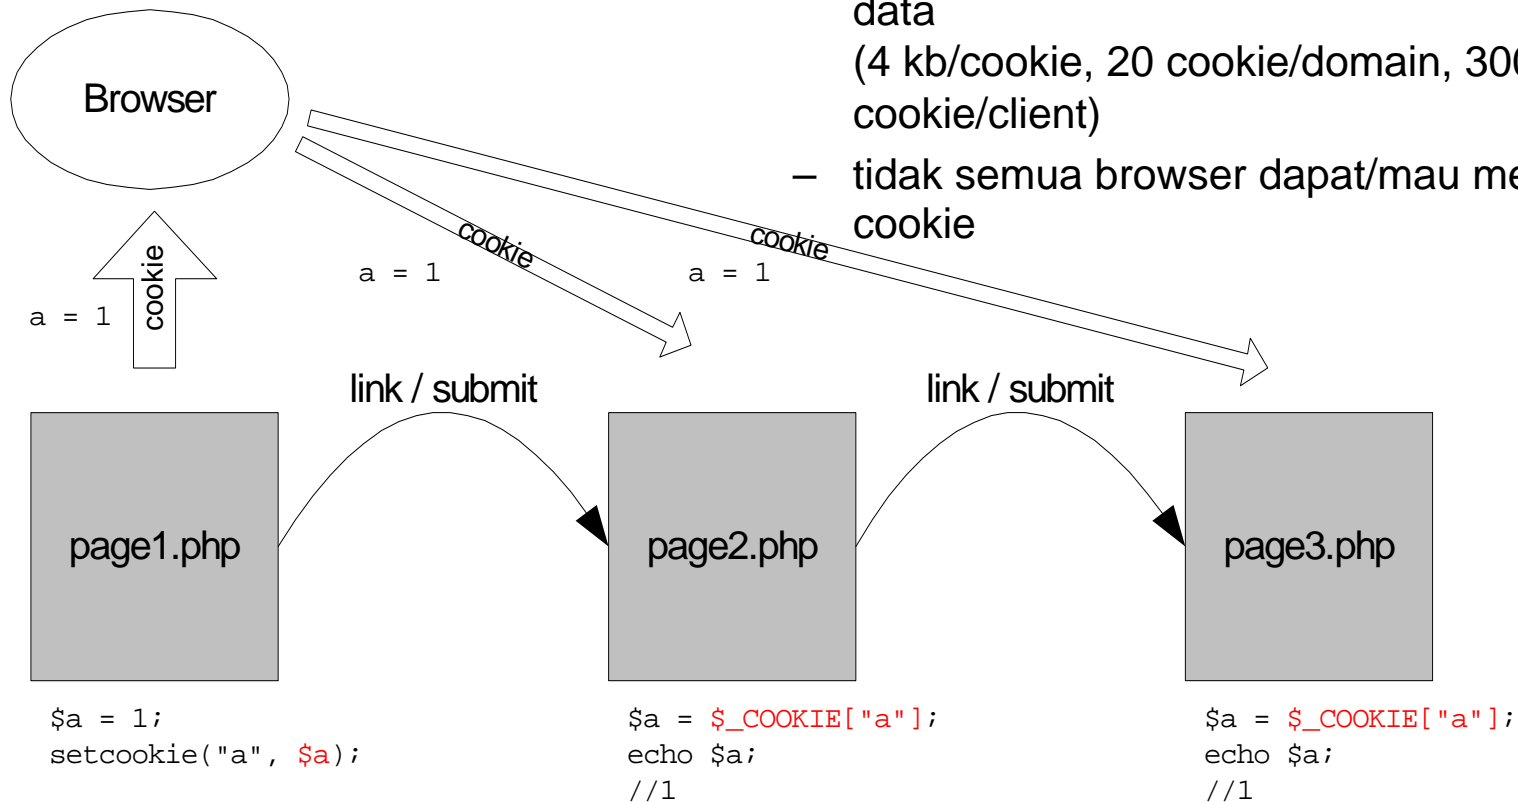 data
(4 kb/cookie, 20 cookie/domain, 300
cookie/client)
– tidak semua browser dapat/mau
cookie
Browser
cookie
a = 1
cookie
a = 1
cookie
a = 1
link / submit
link / submit
page1.php
page2.php
page3.php
$a = 1;
setcookie("a", $a);
$a = $_COOKIE["a"];
echo $a;
//1
$a = $_COOKIE["a"];
echo $a;
//1